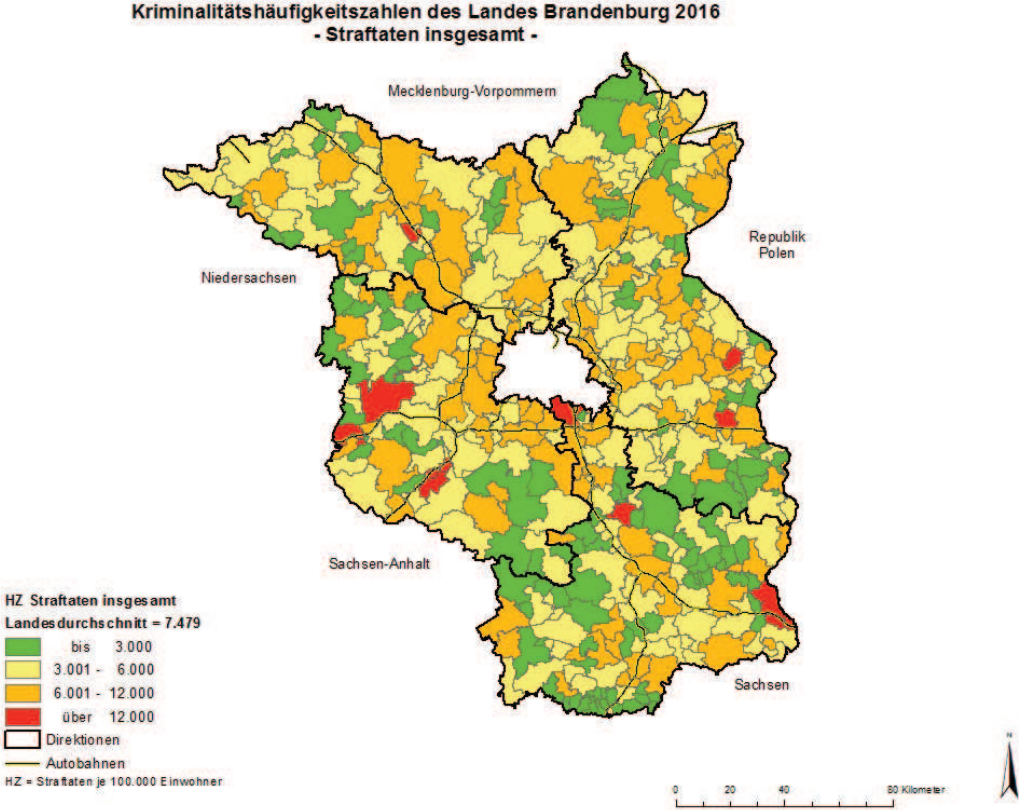 Kriminalitätshäufigkeitszahlen des Landes Brandenburg 2016
- Straftaten insgesamt -
Mecklenburg-Vorpommern
Republik
Polen
Niedersachsen
Sachsen-Anhalt
Sachsen
HZ Straftaten insgesamt
Landesdurchschnitt = 7.479
bis 3.000
3.001 - 6.000
6.001 - 12.000
über 12.000
Direktionen
Autobahnen
HZ = Straftaten je 100.000 Einwohner
N
0 20 40 80 Kilometer